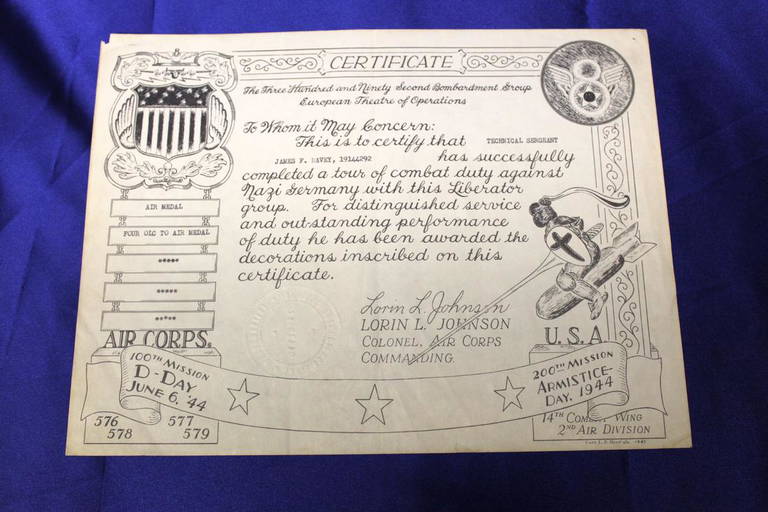 CERTIFICATE
The Three Hundred and Ninety Second Bombardment Group
European Theatre of Operations
To Whom it May Concern:
This is to certify that TECHNICAL SERGEANT
JAMES F. DAVEY, 19144292 has successfully
completed a tour of combat duty against
Nazi Germany with this Liberator
group. For distinguished service
and outstanding performance
of duty he has been awarded the
decorations inscribed on this
certificate.
Lorin L. Johnson
LORIN L. JOHNSON
COLONEL, AIR CORPS
COMMANDING
AIR MEDAL
FOUR OLC TO AIR MEDAL
*****
*****
*****
AIR CORPS.
U.S.A.
100TH MISSION
D-DAY
JUNE 6, '44
200TH MISSION
ARMISTICE-
DAY, 1944
576 577
578 579
14TH COMBAT WING
2ND AIR DIVISION